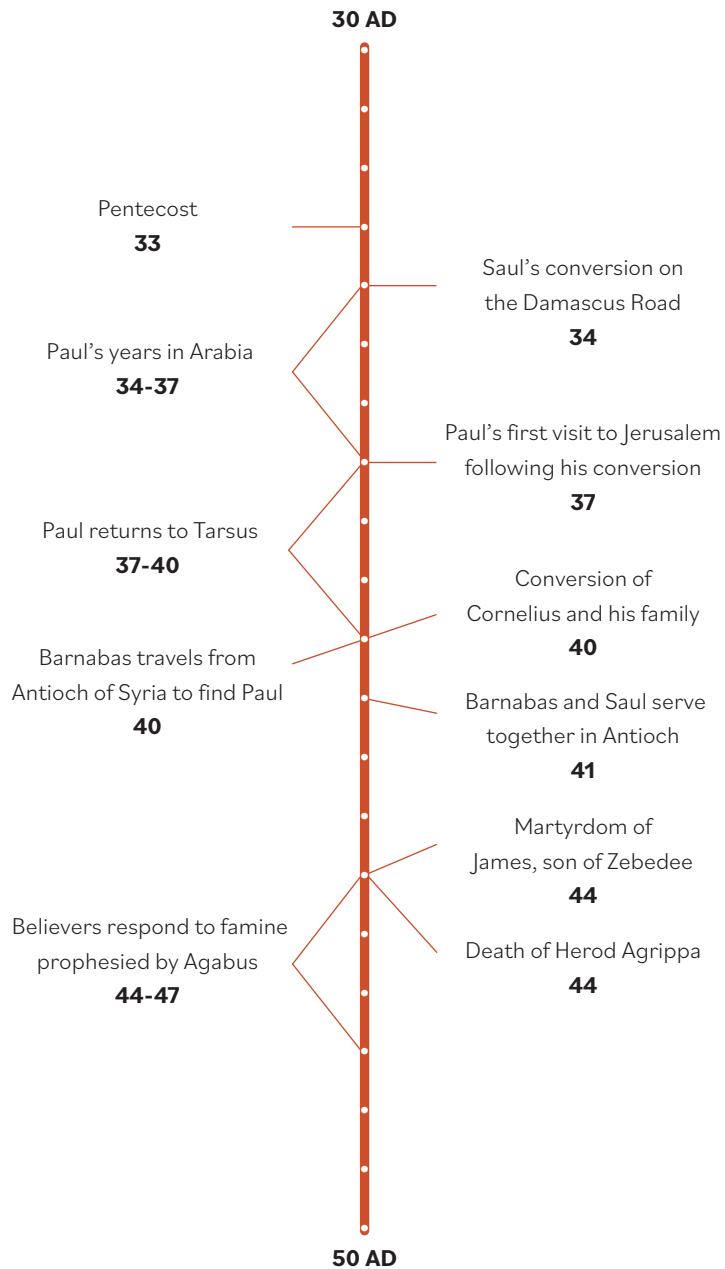 30 AD
Pentecost
33
Saul’s conversion on
the Damascus Road
34
Paul’s years in Arabia
34-37
Paul’s first visit to Jerusalem
following his conversion
37
Paul returns to Tarsus
37-40
Conversion of
Cornelius and his family
40
Barnabas travels from
Antioch of Syria to find Paul
40
Barnabas and Saul serve
together in Antioch
41
Martyrdom of
James, son of Zebedee
44
Believers respond to famine
prophesied by Agabus
44-47
Death of Herod Agrippa
44
50 AD